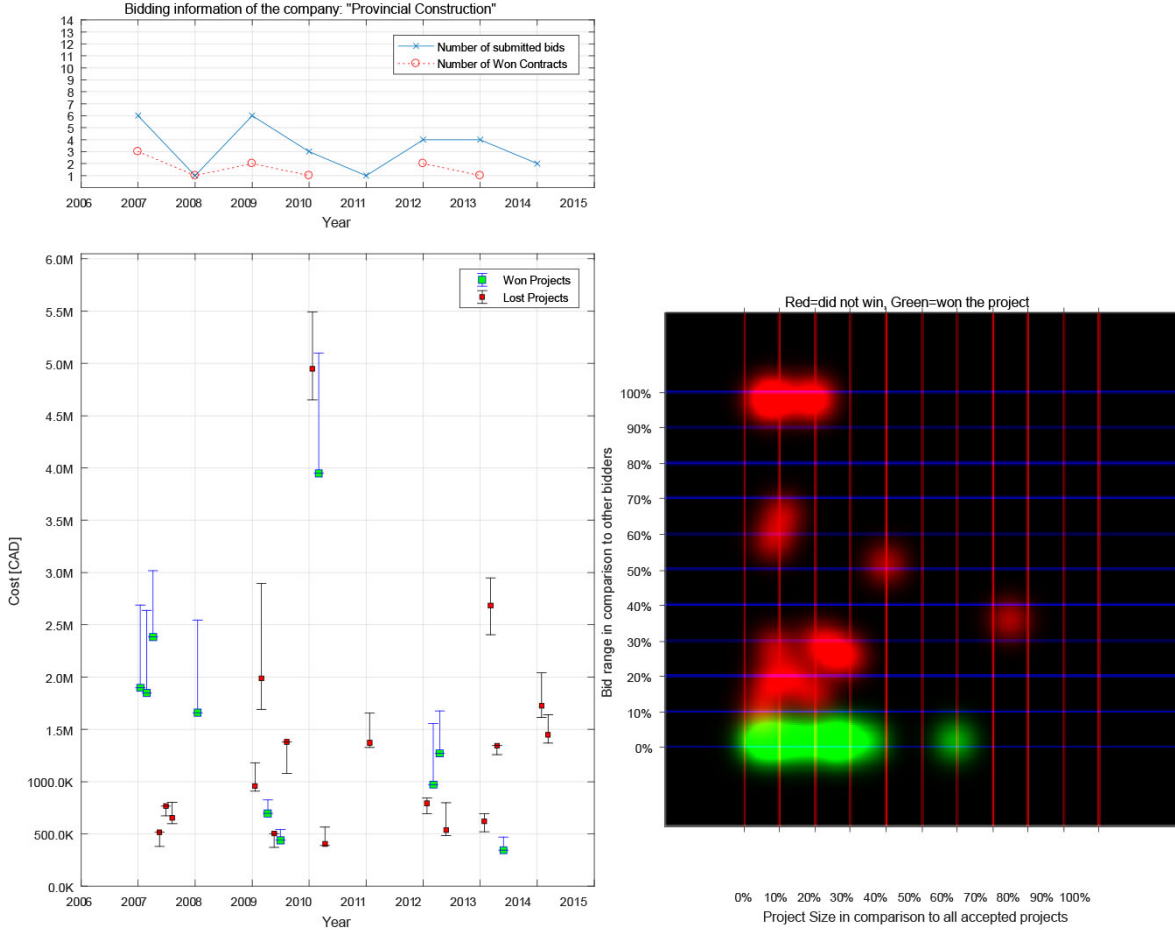 Bidding information of the company: "Provincial Construction"
14
13
12
11
10
9
8
7
6
5
4
3
2
1
Number of submitted bids
Number of Won Contracts
2006 2007 2008 2009 2010 2011 2012 2013 2014 2015
Year
6.0M
5.5M
5.0M
4.5M
4.0M
3.5M
3.0M
2.5M
2.0M
1.5M
1000.0K
500.0K
0.0K
Cost [CAD]
Won Projects
Lost Projects
2006 2007 2008 2009 2010 2011 2012 2013 2014 2015
Year
Red=did not win, Green=won the project
100%
90%
80%
70%
60%
50%
40%
30%
20%
10%
0%
Bid range in comparison to other bidders
0% 10% 20% 30% 40% 50% 60% 70% 80% 90% 100%
Project Size in comparison to all accepted projects